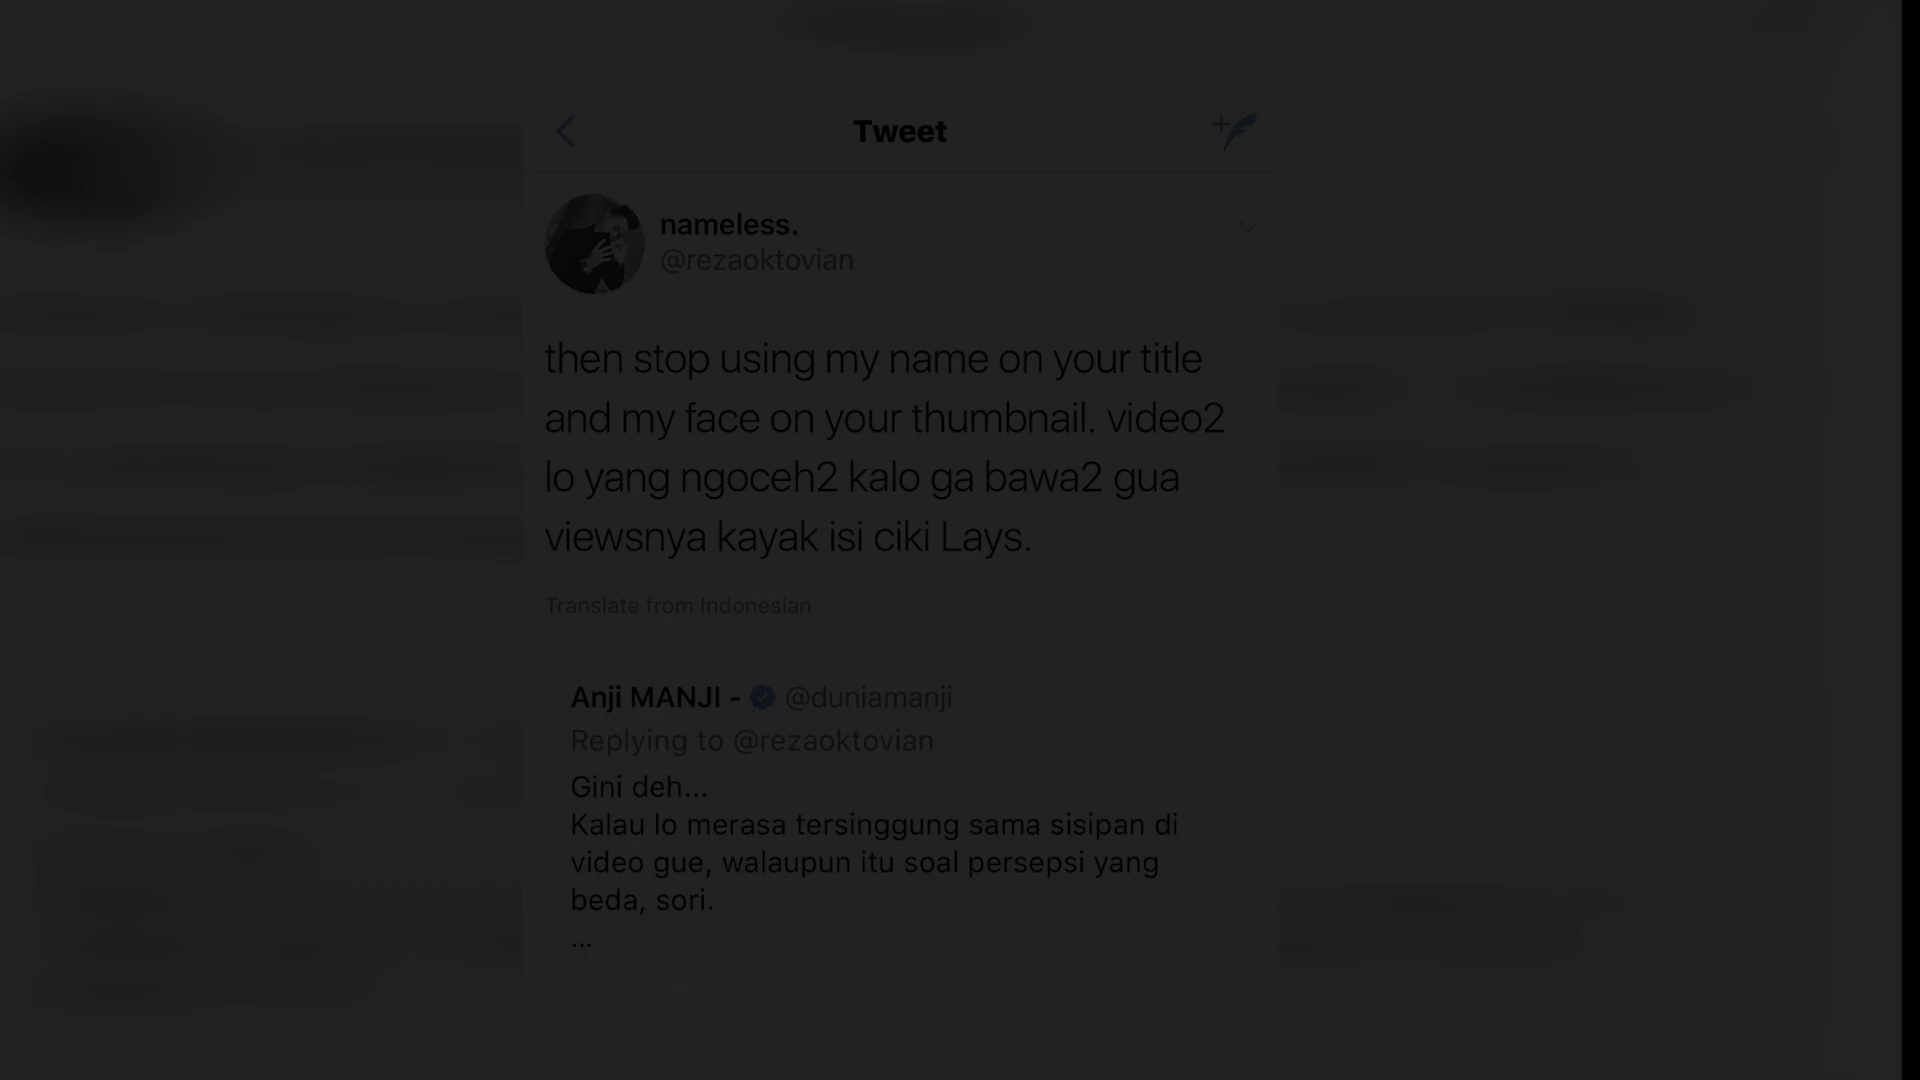 Tweet
nameless.
@rezaoktovian
then stop using my name on your title
and my face on your thumbnail. video2
lo yang ngoceh2 kalo ga bawa2 gua
viewsnya kayak isi ciki Lays.
Translate from Indonesian
Anji MANJI - @duniamanji
Replying to @rezaoktovian
Gini deh...
Kalau lo merasa tersinggung sama sisipan di
video gue, walaupun itu soal persepsi yang
beda, sori.
...